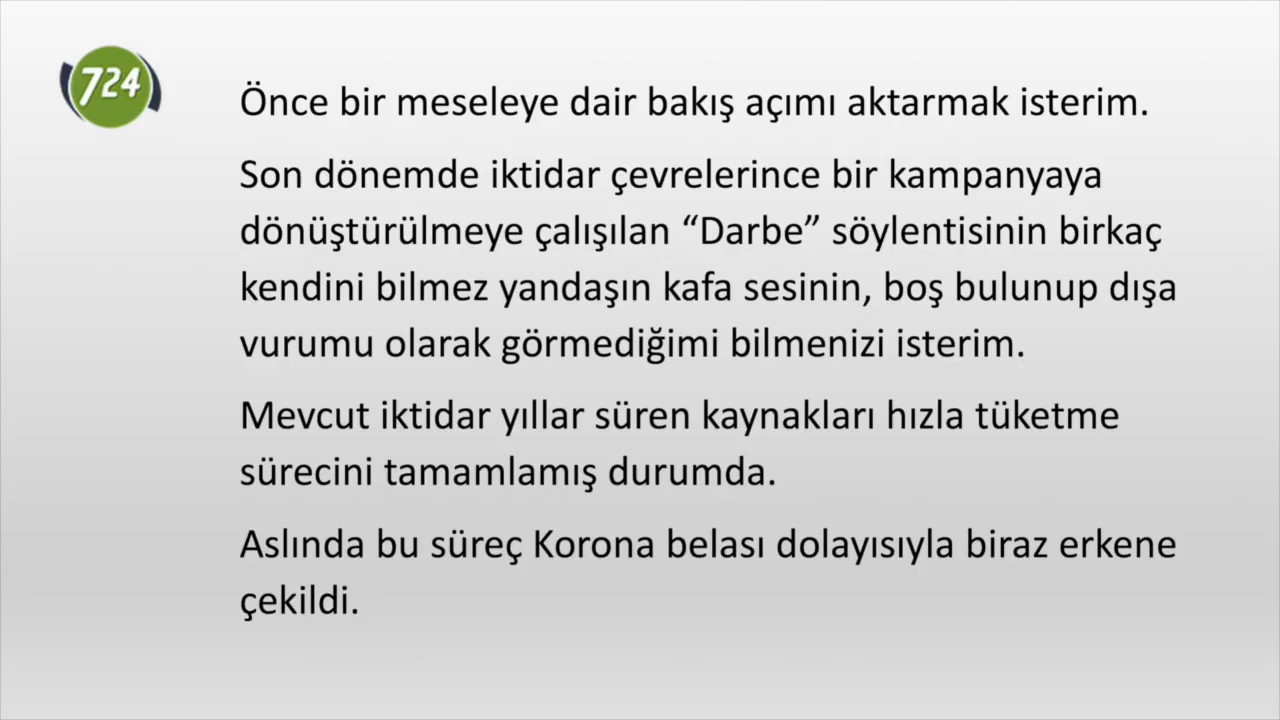 724
Önce bir meseleye dair bakış açımı aktarmak isterim.
Son dönemde iktidar çevrelerince bir kampanyaya
dönüştürülmeye çalışılan “Darbe” söylentisinin birkaç
kendini bilmez yandaşın kafa sesinin, boş bulunup dışa
vurumu olarak görmediğimi bilmenizi isterim.
Mevcut iktidar yıllar süren kaynakları hızla tüketme
sürecini tamamlamış durumda.
Aslında bu süreç Korona belası dolayısıyla biraz erkene
çekildi.